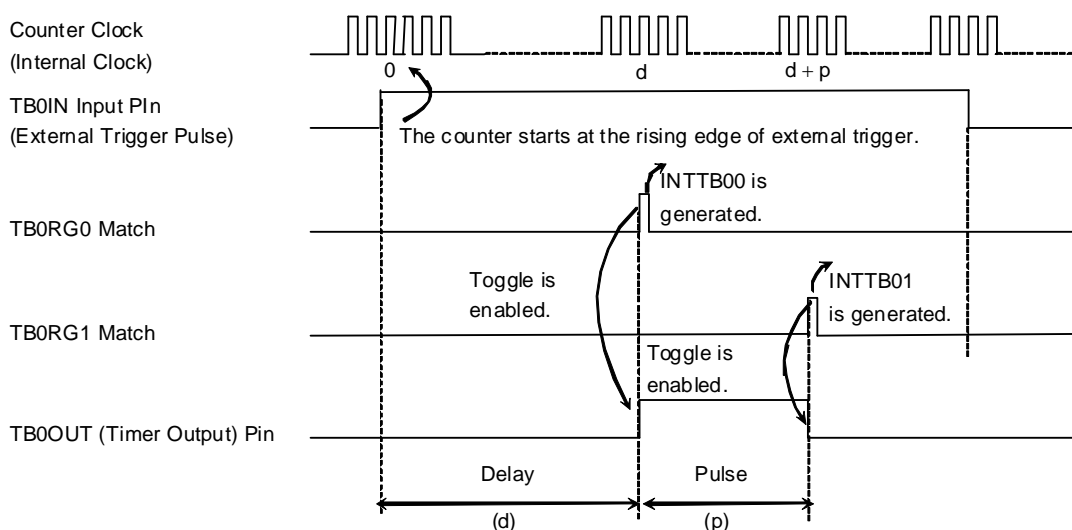 Counter Clock
(Internal Clock)
0
d
d + p
TB0IN Input PIn
(External Trigger Pulse)
The counter starts at the rising edge of external trigger.
INTTB00 is
generated.
TB0RG0 Match
Toggle is
enabled.
INTTB01
is generated.
TB0RG1 Match
Toggle is
enabled.
TB0OUT (Timer Output) Pin
Delay
Pulse
(d)
(p)